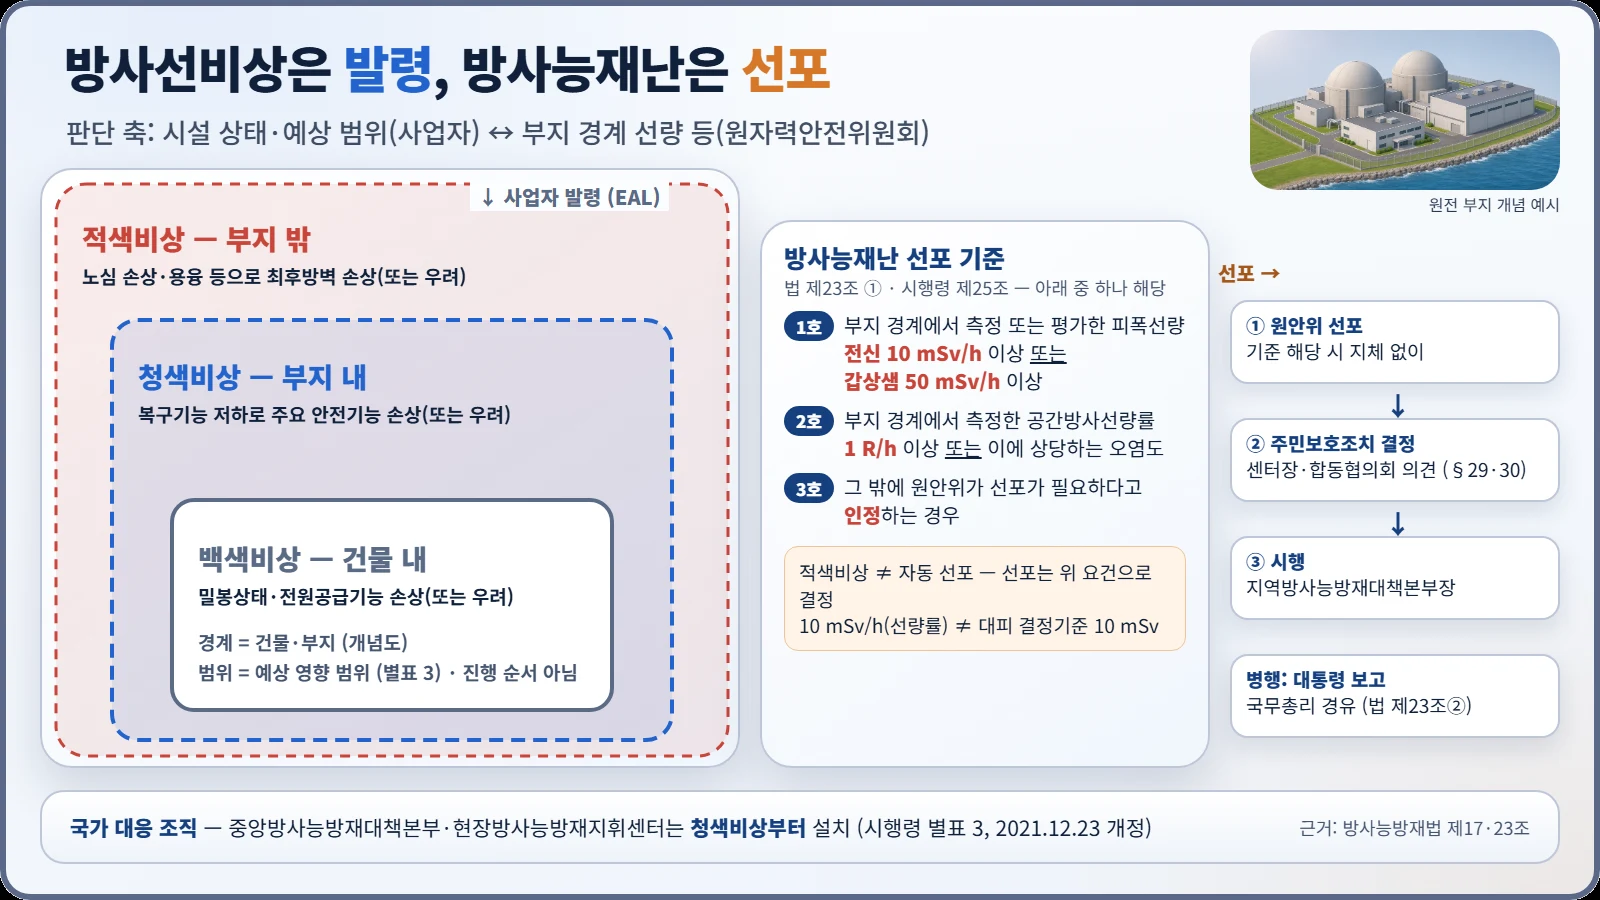 방사선비상은 발령, 방사능재난은 선포
판단 축: 시설 상태·예상 범위(사업자) ↔ 부지 경계 선량 등(원자력안전위원회)
원전 부지 개념 예시
↓ 사업자 발령 (EAL)
적색비상 — 부지 밖
노심 손상·용융 등으로 최후방벽 손상(또는 우려)
청색비상 — 부지 내
복구기능 저하로 주요 안전기능 손상(또는 우려)
백색비상 — 건물 내
밀봉상태·전원공급기능 손상(또는 우려)
경계 = 건물·부지 (개념도)
범위 = 예상 영향 범위 (별표 3) · 진행 순서 아님
방사능재난 선포 기준
법 제23조 ① · 시행령 제25조 — 아래 중 하나 해당
1호 부지 경계에서 측정 또는 평가한 피폭선량
전신 10 mSv/h 이상 또는
갑상샘 50 mSv/h 이상
2호 부지 경계에서 측정한 공간방사선량률
1 R/h 이상 또는 이에 상당하는 오염도
3호 그 밖에 원안위가 선포가 필요하다고
인정하는 경우
적색비상 ≠ 자동 선포 — 선포는 위 요건으로
결정
10 mSv/h(선량률) ≠ 대피 결정기준 10 mSv
선포 →
① 원안위 선포
기준 해당 시 지체 없이
↓
② 주민보호조치 결정
센터장·합동협의회 의견 (§29·30)
↓
③ 시행
지역방사능방재대책본부장
병행: 대통령 보고
국무총리 경유 (법 제23조②)
국가 대응 조직 — 중앙방사능방재대책본부·현장방사능방재지휘센터는 청색비상부터 설치 (시행령 별표 3, 2021.12.23 개정)
근거: 방사능방재법 제17·23조